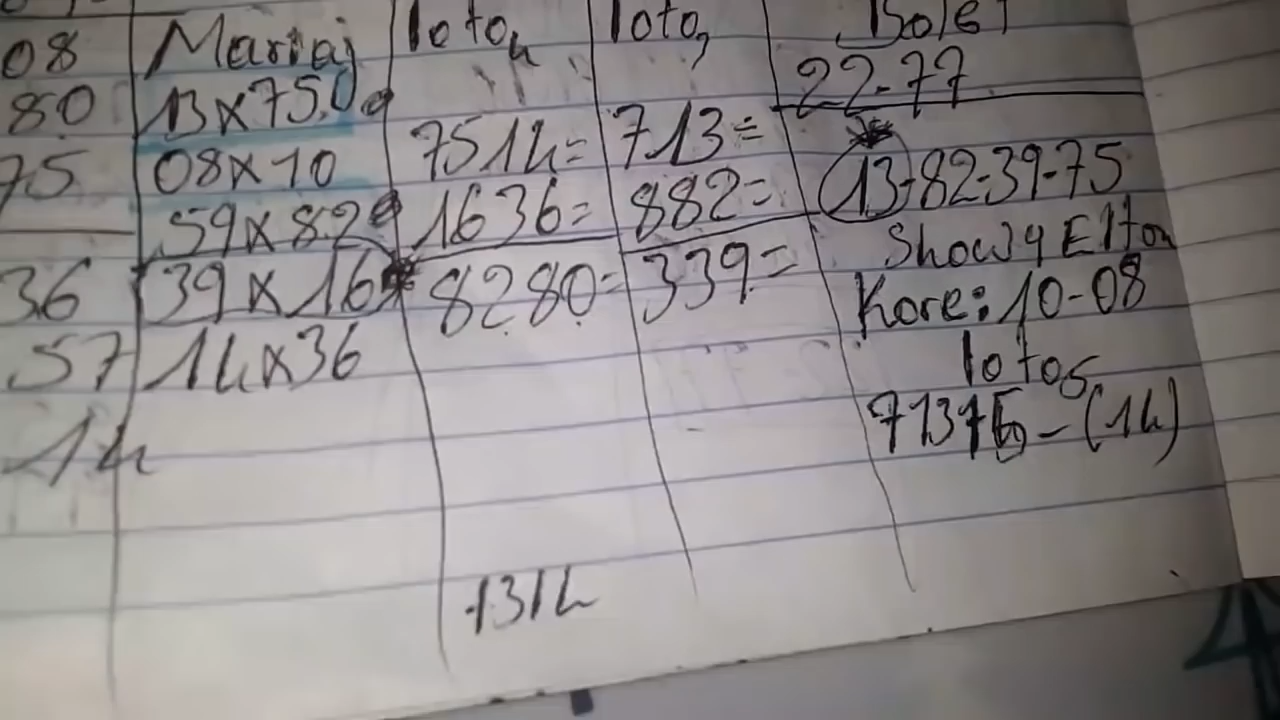 08
80
75
36
57
14
Mariaj
13x75
08x10
59x82
39x16
14x36
loto4
7514=
1636=
8280=
1314
loto3
713=
882=
339=
Bolet
22-77
13-82-39-75
Show 4 Elton
Kore: 10-08
loto5
-(14)